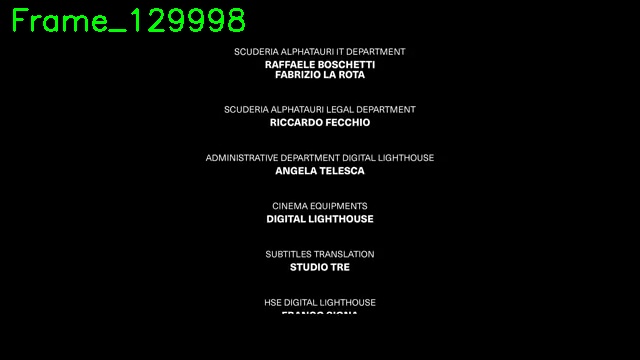 Frame_129998
SCUDERIA ALPHATAURI IT DEPARTMENT
RAFFAELE BOSCHETTI
FABRIZIO LA ROTA
SCUDERIA ALPHATAURI LEGAL DEPARTMENT
RICCARDO FECCHIO
ADMINISTRATIVE DEPARTMENT DIGITAL LIGHTHOUSE
ANGELA TELESCA
CINEMA EQUIPMENTS
DIGITAL LIGHTHOUSE
SUBTITLES TRANSLATION
STUDIO TRE
HSE DIGITAL LIGHTHOUSE